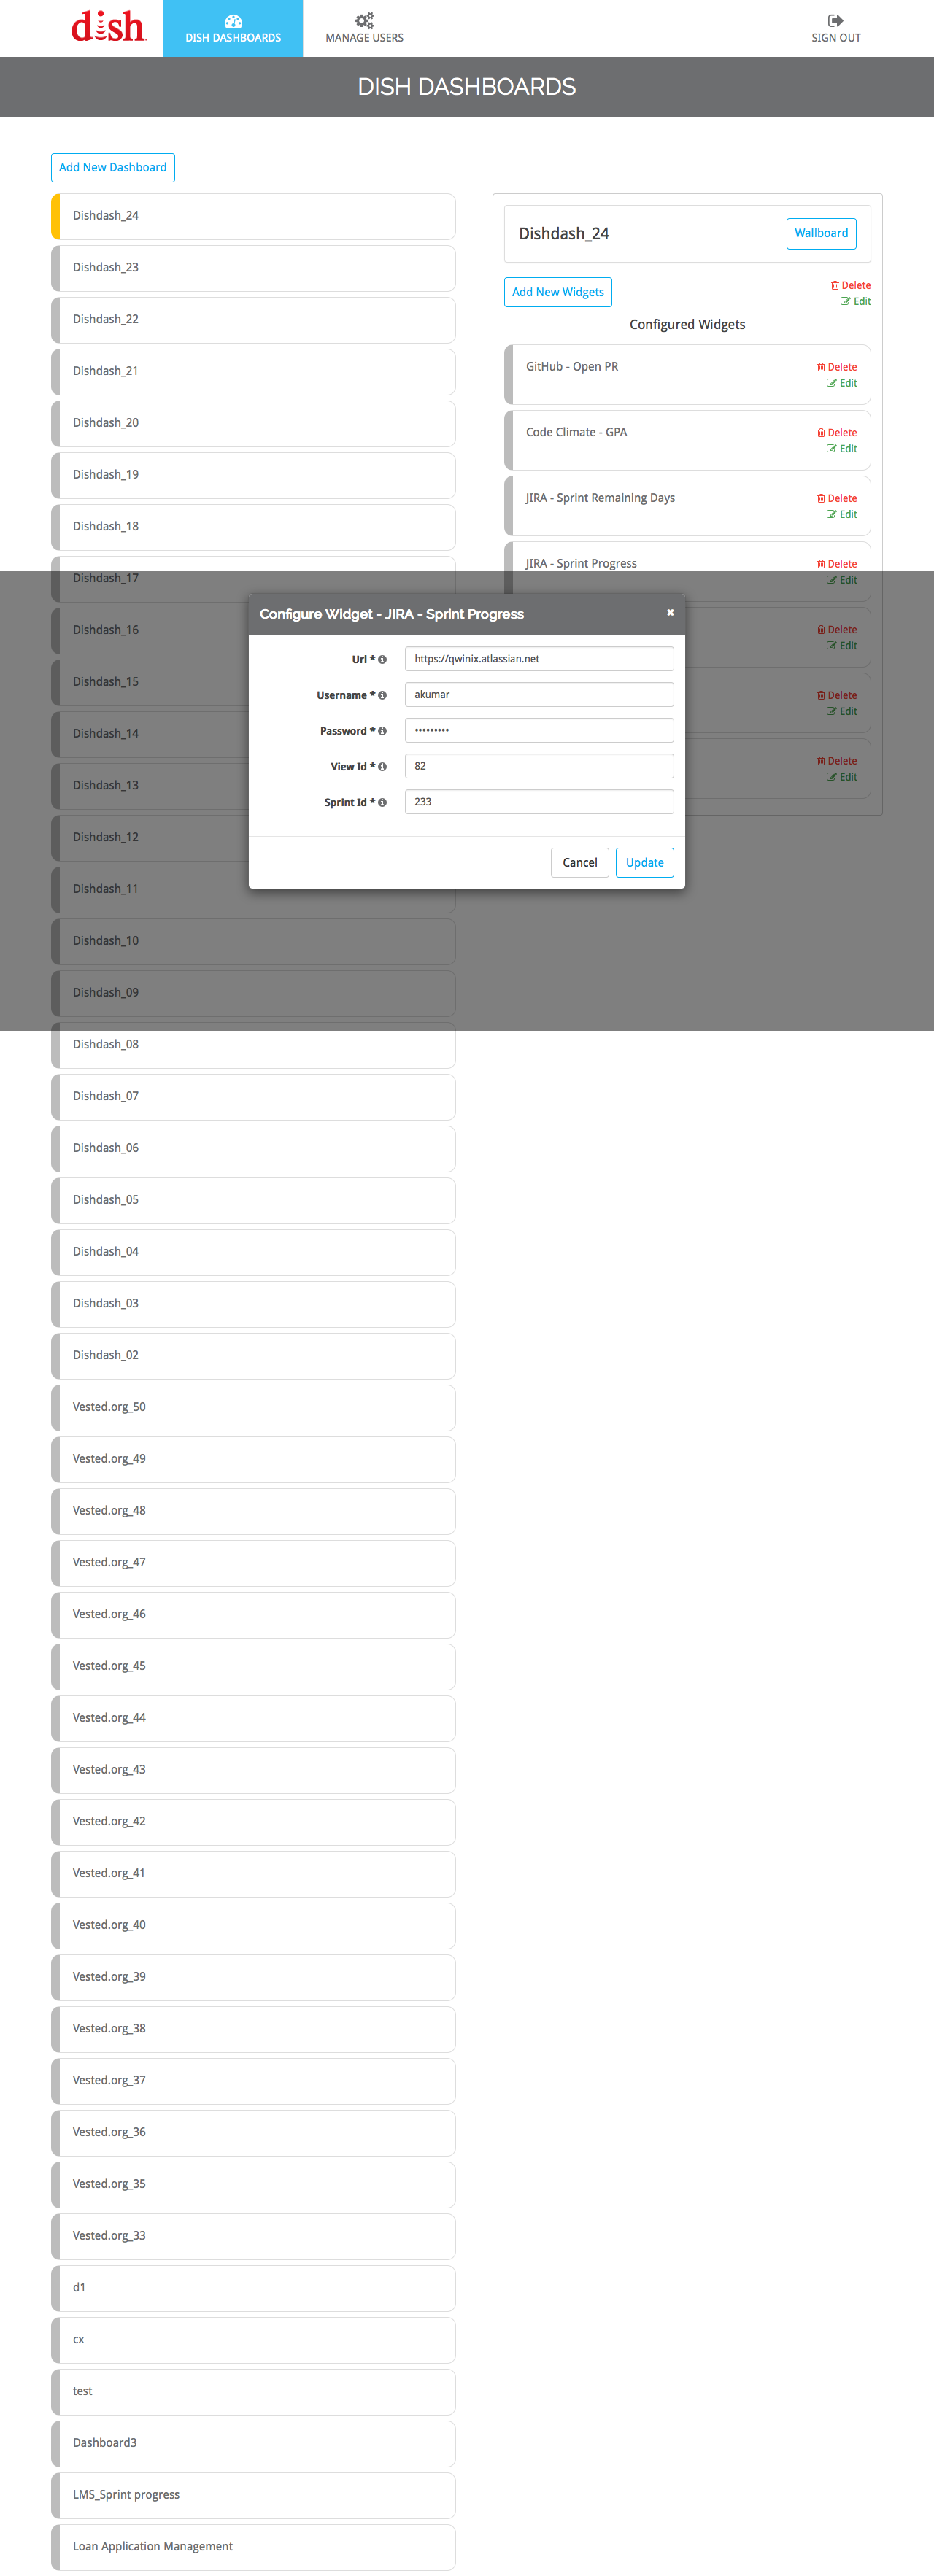 dish
DISH DASHBOARDS
MANAGE USERS
SIGN OUT
DISH DASHBOARDS
Add New Dashboard
Dishdash_24
Dishdash_23
Dishdash_22
Dishdash_21
Dishdash_20
Dishdash_19
Dishdash_18
Dishdash_17
Dishdash_16
Dishdash_15
Dishdash_14
Dishdash_13
Dishdash_12
Dishdash_11
Dishdash_10
Dishdash_09
Dishdash_08
Dishdash_07
Dishdash_06
Dishdash_05
Dishdash_04
Dishdash_03
Dishdash_02
Vested.org_50
Vested.org_49
Vested.org_48
Vested.org_47
Vested.org_46
Vested.org_45
Vested.org_44
Vested.org_43
Vested.org_42
Vested.org_41
Vested.org_40
Vested.org_39
Vested.org_38
Vested.org_37
Vested.org_36
Vested.org_35
Vested.org_33
d1
cx
test
Dashboard3
LMS_Sprint progress
Loan Application Management
Dishdash_24
Wallboard
Add New Widgets
Delete
Edit
Configured Widgets
GitHub - Open PR
Delete
Edit
Code Climate - GPA
Delete
Edit
JIRA - Sprint Remaining Days
Delete
Edit
JIRA - Sprint Progress
Delete
Edit
Delete
Edit
Delete
Edit
Delete
Edit
Configure Widget - JIRA - Sprint Progress
Url * https://qwinix.atlassian.net
Username * akumar
Password * •••••••••
View Id * 82
Sprint Id * 233
Cancel
Update